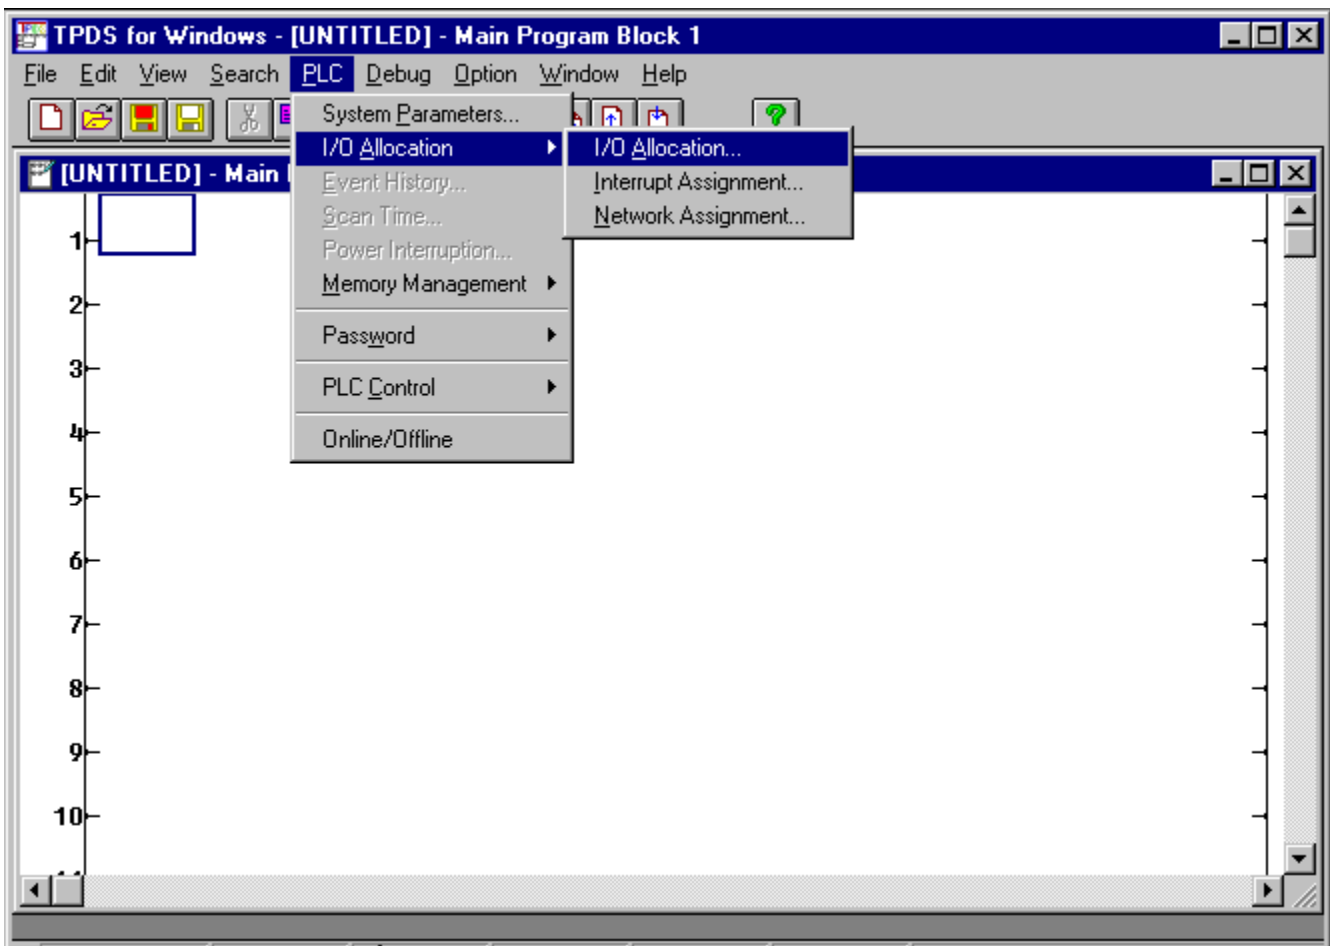 TPDS for Windows - [UNTITLED] - Main Program Block 1
File Edit View Search PLC Debug Option Window Help
System Parameters...
I/O Allocation
I/O Allocation...
[UNTITLED] - Main
Event History...
Interrupt Assignment...
Scan Time...
Network Assignment...
1
Power Interruption...
Memory Management
2
Password
3
PLC Control
4
Online/Offline
5
6
7
8
9
10